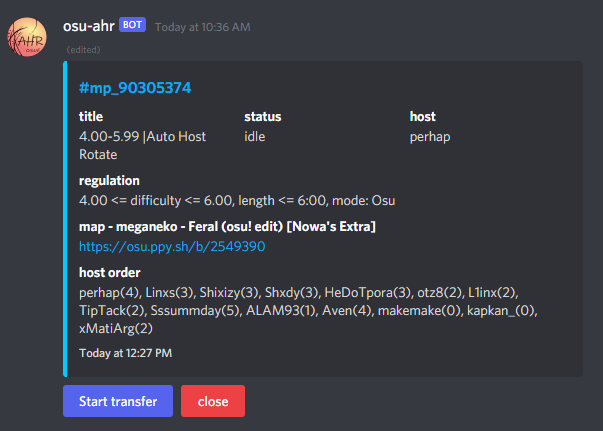 osu-ahr BOT Today at 10:36 AM
(edited)
#mp_90305374
title status host
4.00-5.99 |Auto Host idle perhap
Rotate
regulation
4.00 <= difficulty <= 6.00, length <= 6:00, mode: Osu
map - meganeko - Feral (osu! edit) [Nowa's Extra]
https://osu.ppy.sh/b/2549390
host order
perhap(4), Linxs(3), Shixizy(3), Shxdy(3), HeDoTpora(3), otz8(2), L1inx(2),
TipTack(2), Sssummday(5), ALAM93(1), Aven(4), makemake(0), kapkan_(0),
xMatiArg(2)
Today at 12:27 PM
Start transfer close
AHR